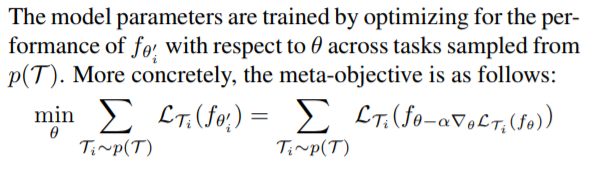 The model parameters are trained by optimizing for the per-
formance of $f_{\theta'_i}$ with respect to $\theta$ across tasks sampled from
$p(\mathcal{T})$. More concretely, the meta-objective is as follows:
$\min_{\theta} \sum_{\mathcal{T}_i \sim p(\mathcal{T})} \mathcal{L}_{\mathcal{T}_i}(f_{\theta'_i}) = \sum_{\mathcal{T}_i \sim p(\mathcal{T})} \mathcal{L}_{\mathcal{T}_i}(f_{\theta - \alpha \nabla_\theta \mathcal{L}_{\mathcal{T}_i}(f_\theta)})$